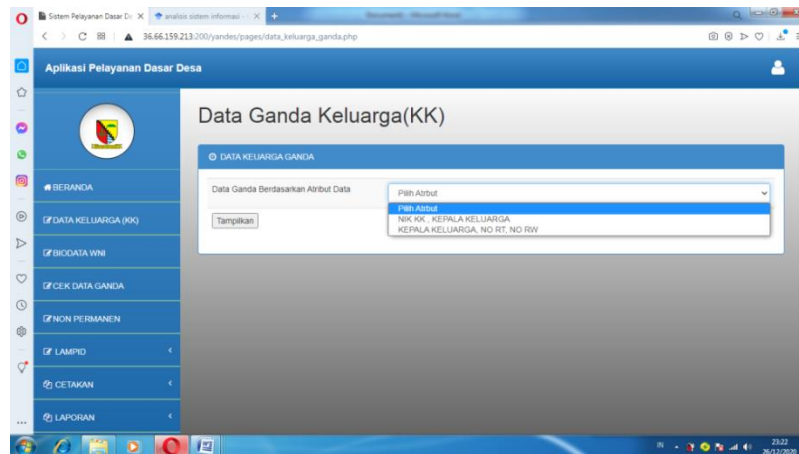 Sistem Pelayanan Dasar De
analisis sistem informasi -
36.66.159.213:200/yandes/pages/data_keluarga_ganda.php
Aplikasi Pelayanan Dasar Desa
Data Ganda Keluarga(KK)
DATA KELUARGA GANDA
BERANDA
Data Ganda Berdasarkan Atribut Data
Pilih Atrbut
Pilih Atrbut
NIK KK , KEPALA KELUARGA
KEPALA KELUARGA, NO RT, NO RW
Tampilkan
DATA KELUARGA (KK)
BIODATA WNI
CEK DATA GANDA
NON PERMANEN
LAMPID
CETAKAN
LAPORAN
IN
23:22
26/12/2020